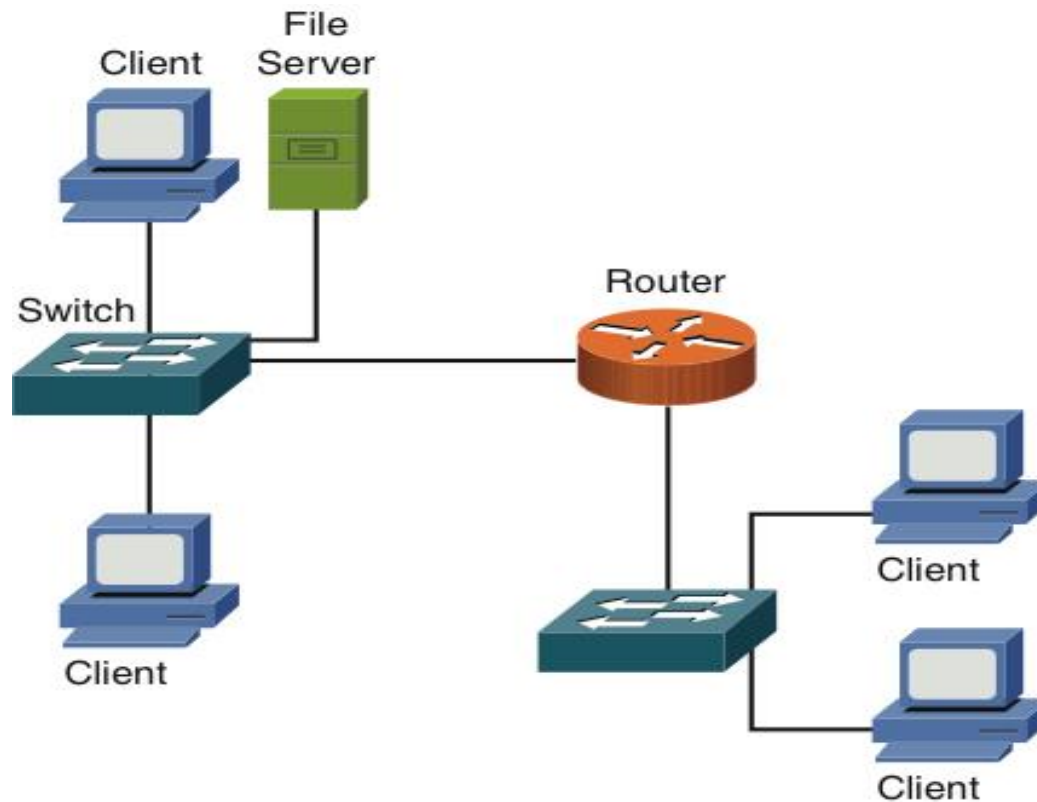 File
Server
Client
Switch
Router
Client
Client
Client